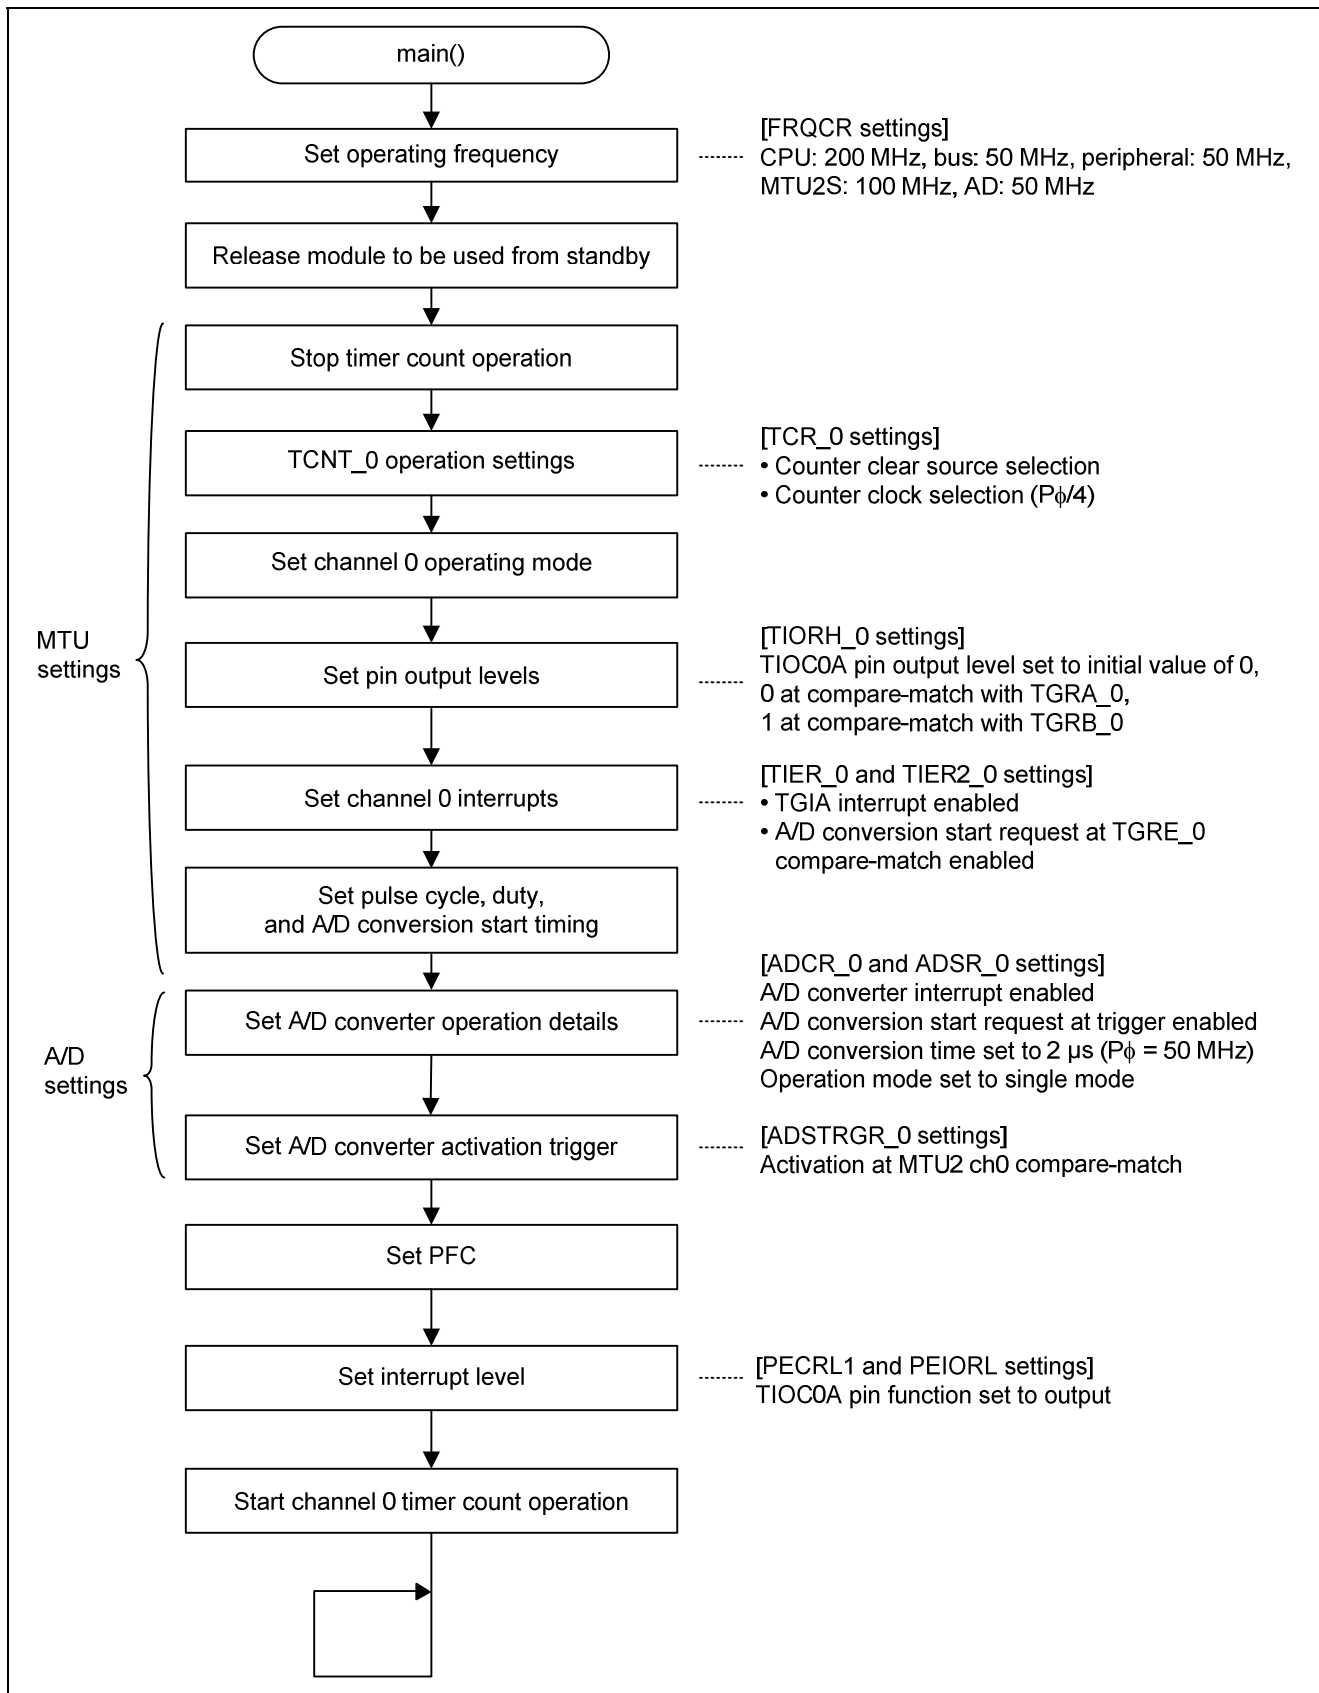 main()
Set operating frequency
[FRQCR settings]
CPU: 200 MHz, bus: 50 MHz, peripheral: 50 MHz,
MTU2S: 100 MHz, AD: 50 MHz
Release module to be used from standby
MTU
settings
Stop timer count operation
TCNT_0 operation settings
[TCR_0 settings]
• Counter clear source selection
• Counter clock selection (Pϕ/4)
Set channel 0 operating mode
Set pin output levels
[TIORH_0 settings]
TIOC0A pin output level set to initial value of 0,
0 at compare-match with TGRA_0,
1 at compare-match with TGRB_0
Set channel 0 interrupts
[TIER_0 and TIER2_0 settings]
• TGIA interrupt enabled
• A/D conversion start request at TGRE_0
compare-match enabled
Set pulse cycle, duty,
and A/D conversion start timing
A/D
settings
Set A/D converter operation details
[ADCR_0 and ADSR_0 settings]
A/D converter interrupt enabled
A/D conversion start request at trigger enabled
A/D conversion time set to 2 µs (Pϕ = 50 MHz)
Operation mode set to single mode
Set A/D converter activation trigger
[ADSTRGR_0 settings]
Activation at MTU2 ch0 compare-match
Set PFC
Set interrupt level
[PECRL1 and PEIORL settings]
TIOC0A pin function set to output
Start channel 0 timer count operation